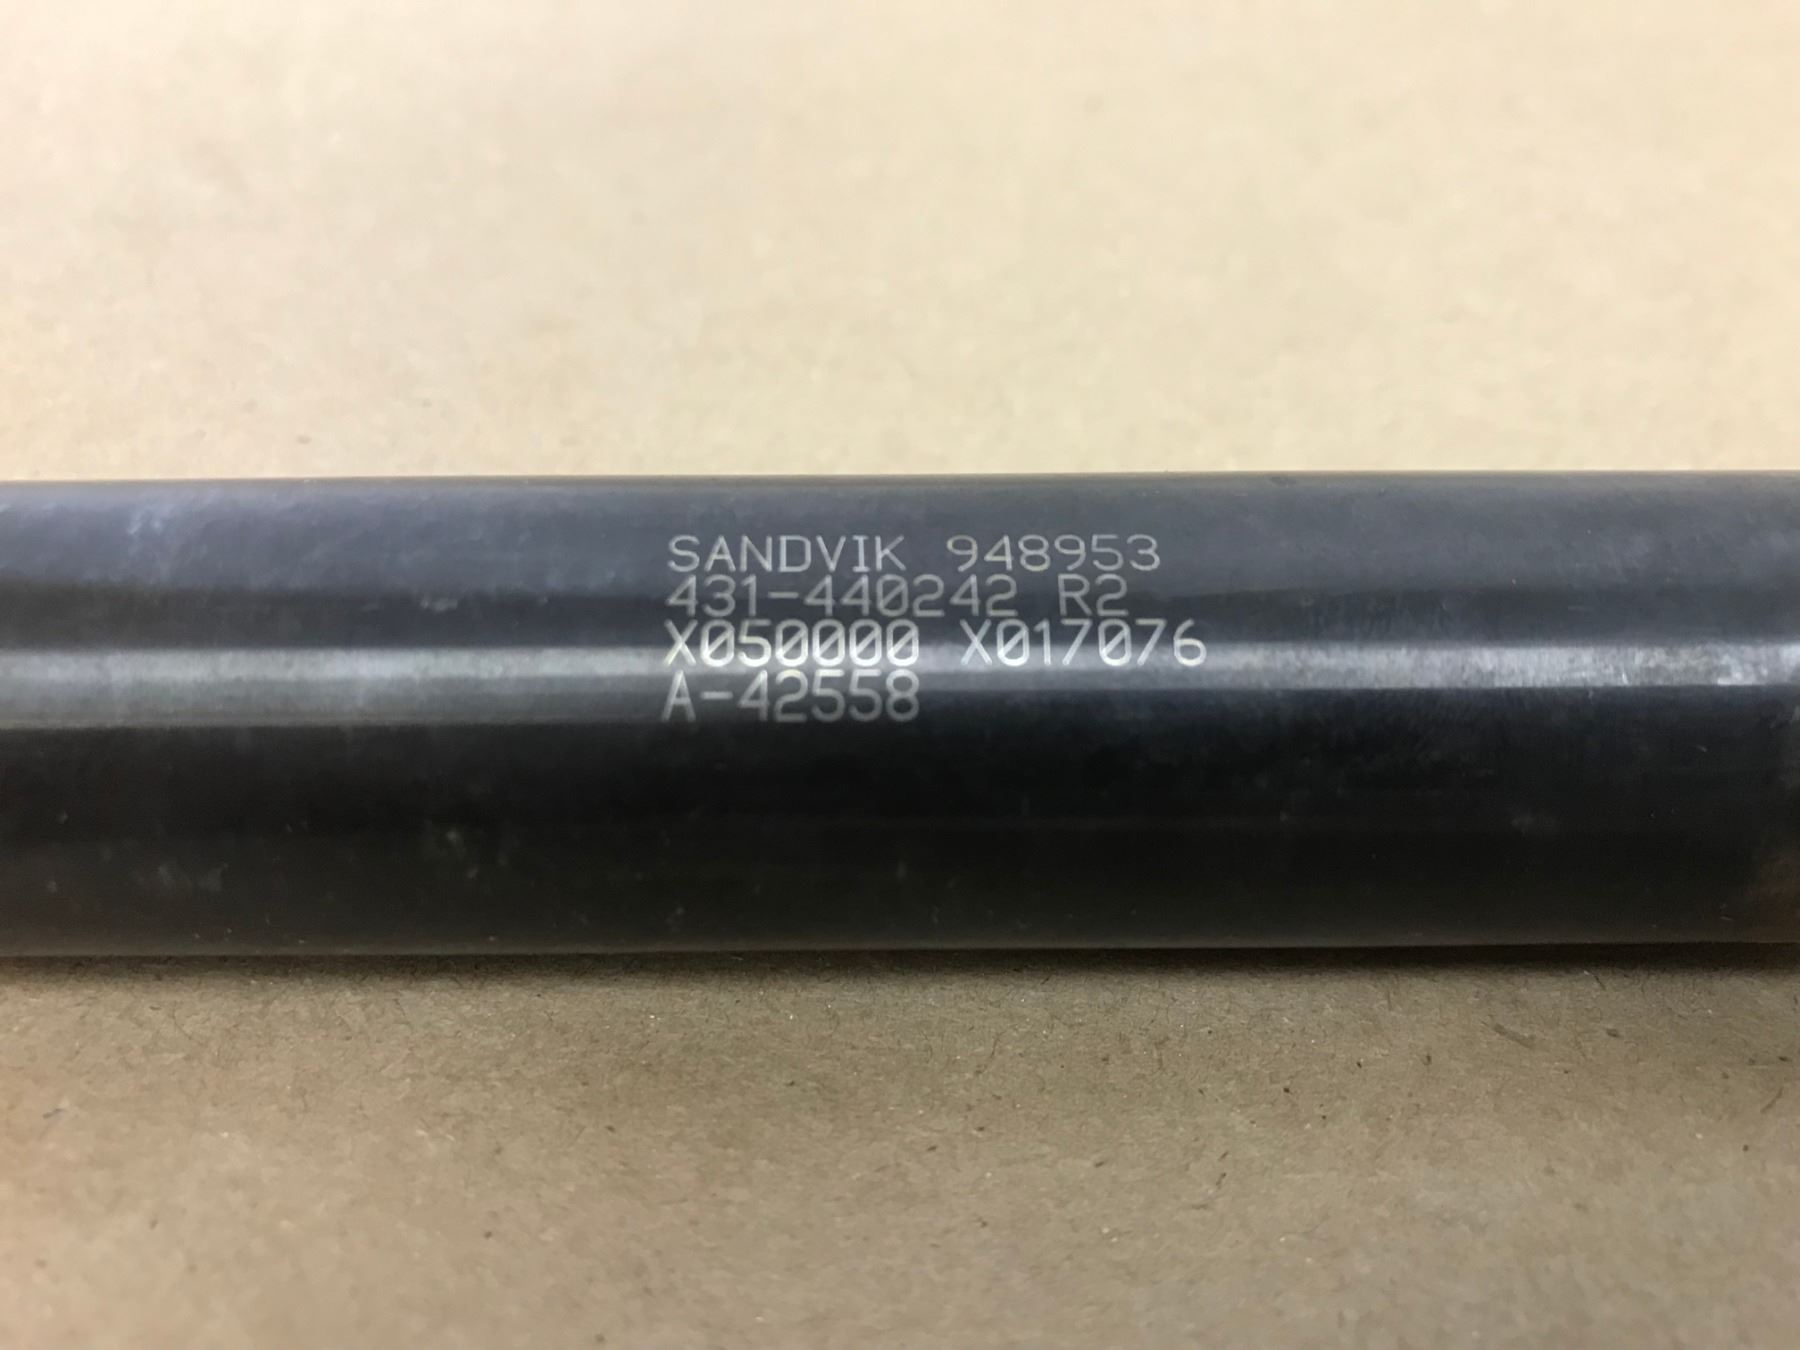 SANDVIK 948953
431-440242 R2
X050000 X017076
A-42558